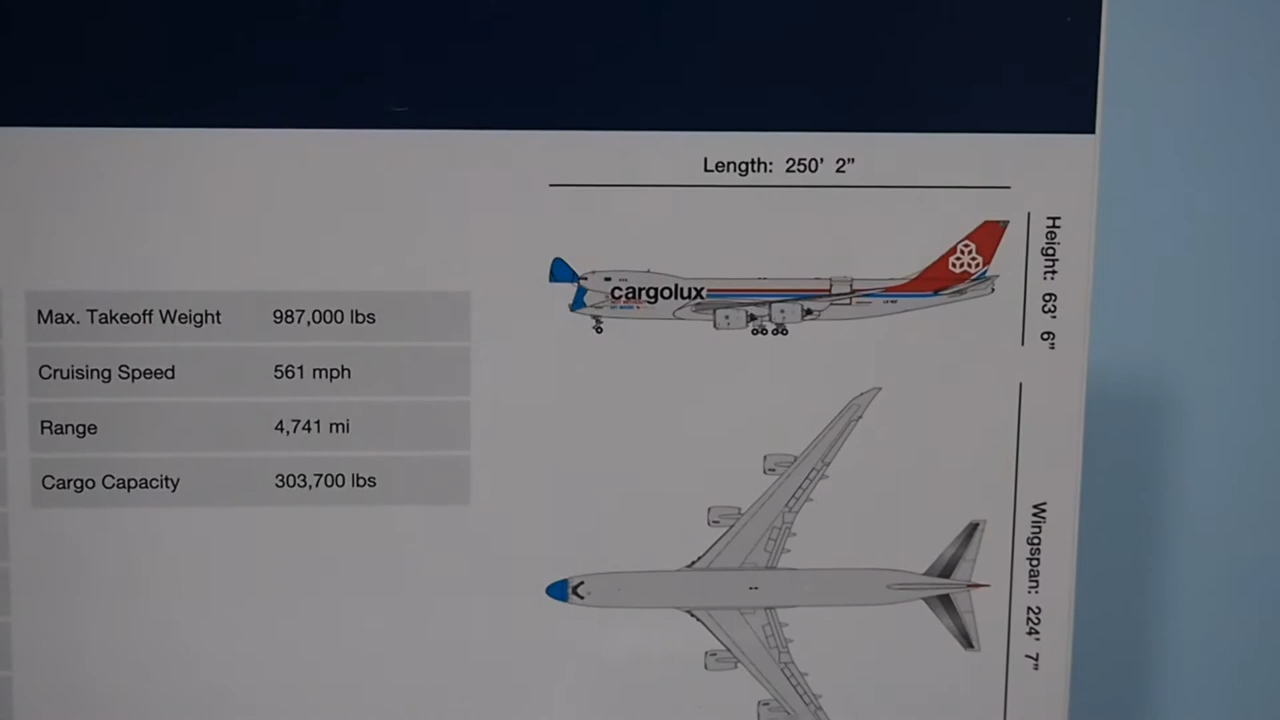 Length: 250’ 2”
Height: 63’ 6”
cargolux
Max. Takeoff Weight 987,000 lbs
Cruising Speed 561 mph
Range 4,741 mi
Cargo Capacity 303,700 lbs
Wingspan: 224’ 7”